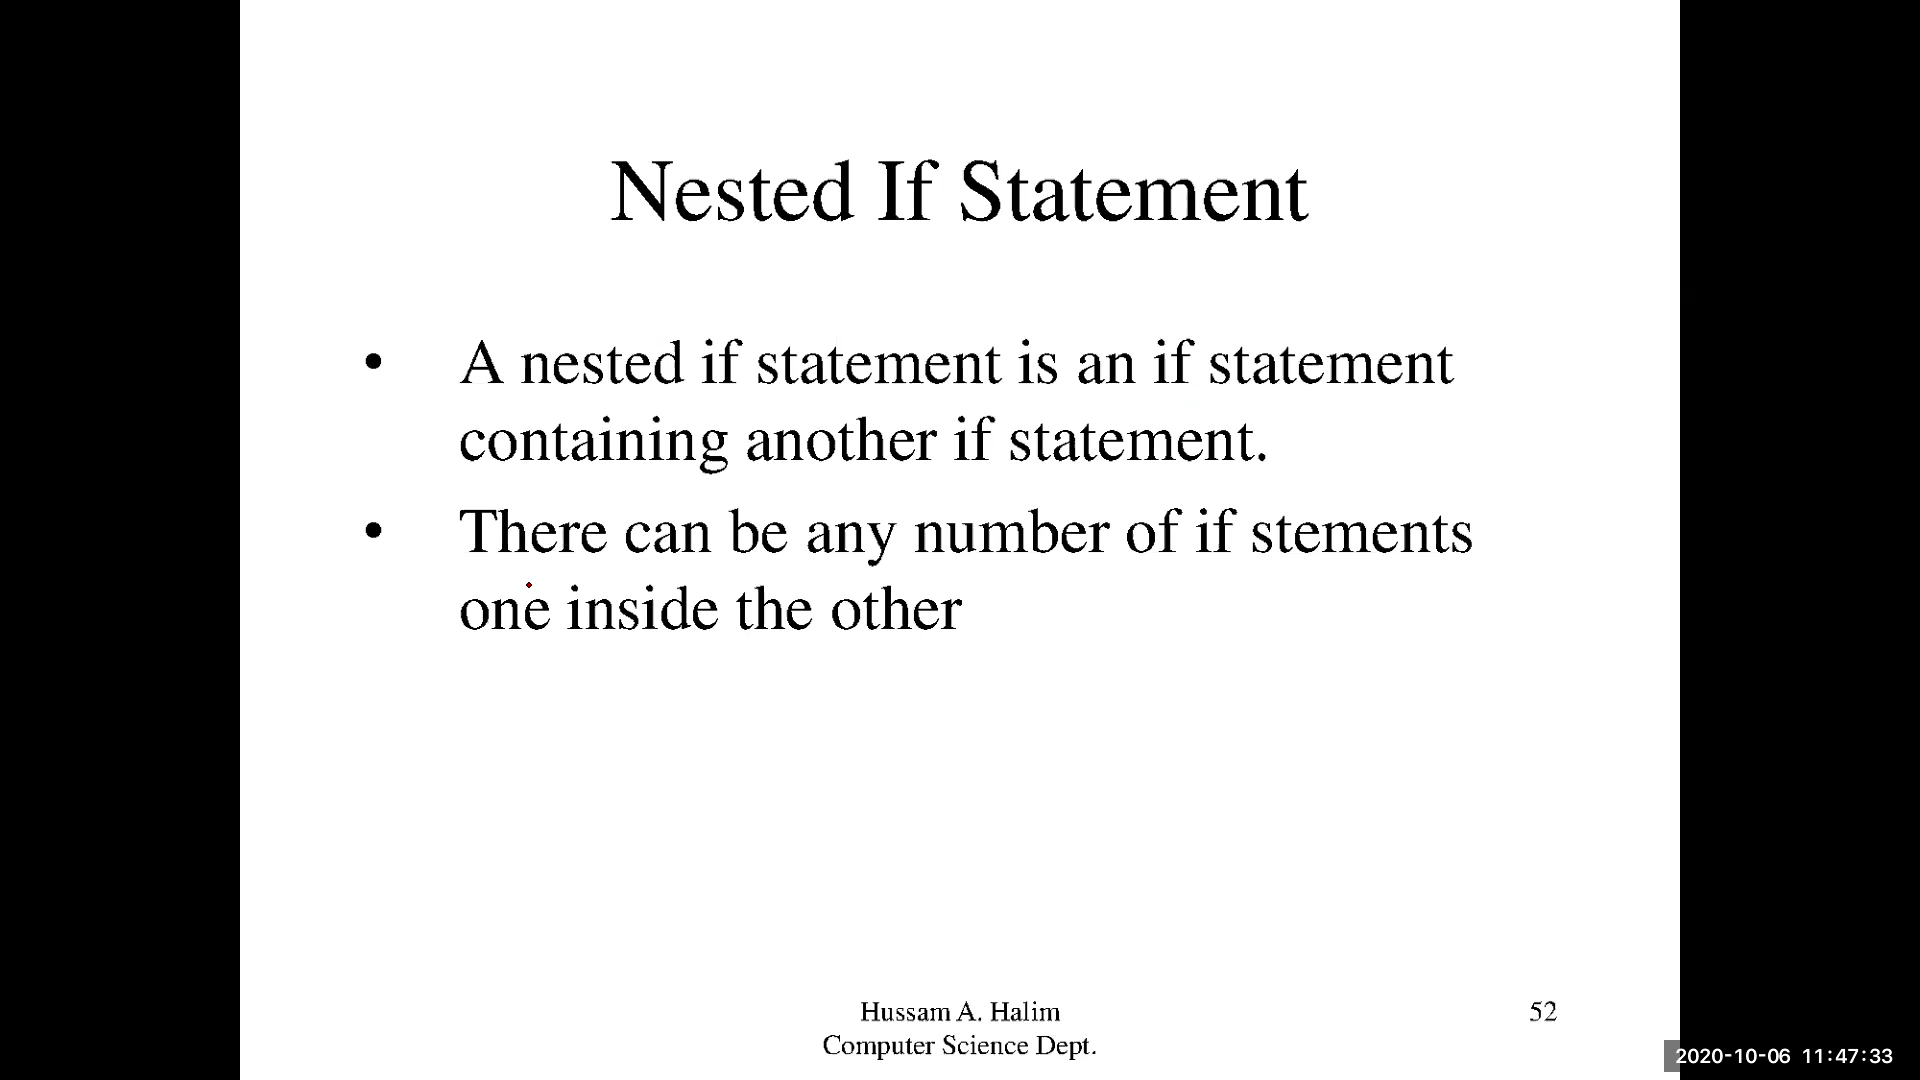 Nested If Statement
• A nested if statement is an if statement
containing another if statement.
• There can be any number of if stements
one inside the other
Hussam A. Halim
Computer Science Dept.
52
2020-10-06 11:47:33